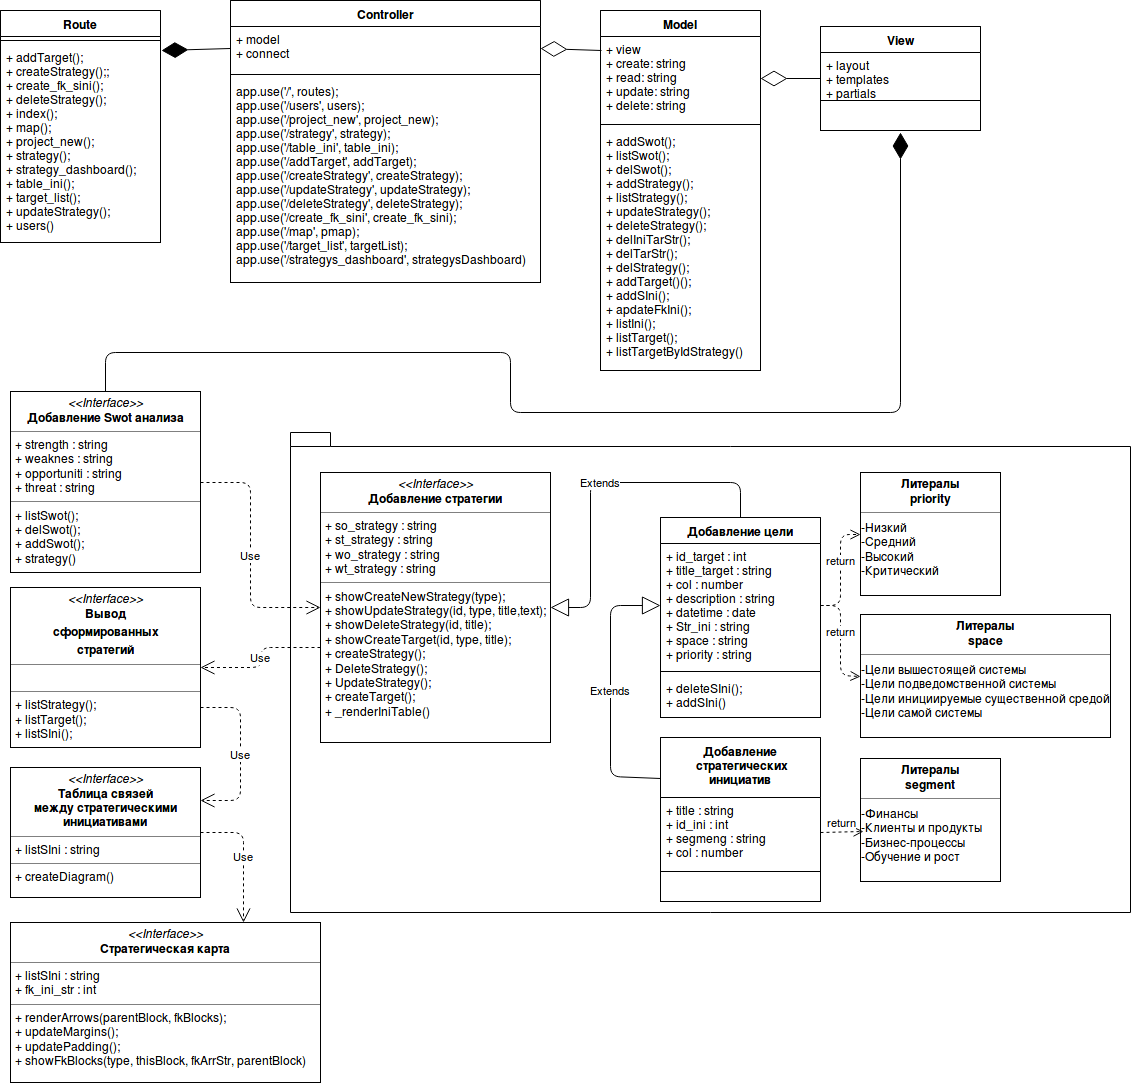 Route
+ addTarget();
+ createStrategy();;
+ create_fk_sini();
+ deleteStrategy();
+ index();
+ map();
+ project_new();
+ strategy();
+ strategy_dashboard();
+ table_ini();
+ target_list();
+ updateStrategy();
+ users()
Controller
+ model
+ connect
app.use('/', routes);
app.use('/users', users);
app.use('/project_new', project_new);
app.use('/strategy', strategy);
app.use('/table_ini', table_ini);
app.use('/addTarget', addTarget);
app.use('/createStrategy', createStrategy);
app.use('/updateStrategy', updateStrategy);
app.use('/deleteStrategy', deleteStrategy);
app.use('/create_fk_sini', create_fk_sini);
app.use('/map', pmap);
app.use('/target_list', targetList);
app.use('/strategys_dashboard', strategysDashboard)
Model
+ view
+ create: string
+ read: string
+ update: string
+ delete: string
+ addSwot();
+ listSwot();
+ delSwot();
+ addStrategy();
+ listStrategy();
+ updateStrategy();
+ deleteStrategy();
+ delIniTarStr();
+ delTarStr();
+ delStrategy();
+ addTarget()();
+ addSIni();
+ apdateFkIni();
+ listIni();
+ listTarget();
+ listTargetByIdStrategy()
View
+ layout
+ templates
+ partials
<<Interface>>
Добавление Swot анализа
+ strength : string
+ weaknes : string
+ opportuniti : string
+ threat : string
+ listSwot();
+ delSwot();
+ addSwot();
+ strategy()
Use
<<Interface>>
Вывод
сформированных
стратегий
+ listStrategy();
+ listTarget();
+ listSIni();
Use
Use
<<Interface>>
Таблица связей
между стратегическими
инициативами
+ listSIni : string
+ createDiagram()
Use
<<Interface>>
Стратегическая карта
+ listSIni : string
+ fk_ini_str : int
+ renderArrows(parentBlock, fkBlocks);
+ updateMargins();
+ updatePadding();
+ showFkBlocks(type, thisBlock, fkArrStr, parentBlock)
<<Interface>>
Добавление стратегии
+ so_strategy : string
+ st_strategy : string
+ wo_strategy : string
+ wt_strategy : string
+ showCreateNewStrategy(type);
+ showUpdateStrategy(id, type, title,text);
+ showDeleteStrategy(id, title);
+ showCreateTarget(id, type, title);
+ createStrategy();
+ DeleteStrategy();
+ UpdateStrategy();
+ createTarget();
+ _renderIniTable()
Extends
Extends
Добавление цели
+ id_target : int
+ title_target : string
+ col : number
+ description : string
+ datetime : date
+ Str_ini : string
+ space : string
+ priority : string
+ deleteSIni();
+ addSIni()
Добавление
стратегических
инициатив
+ title : string
+ id_ini : int
+ segmeng : string
+ col : number
return
return
return
Литералы
priority
-Низкий
-Средний
-Высокий
-Критический
Литералы
space
-Цели вышестоящей системы
-Цели подведомственной системы
-Цели инициируемые существенной средой
-Цели самой системы
Литералы
segment
-Финансы
-Клиенты и продукты
-Бизнес-процессы
-Обучение и рост